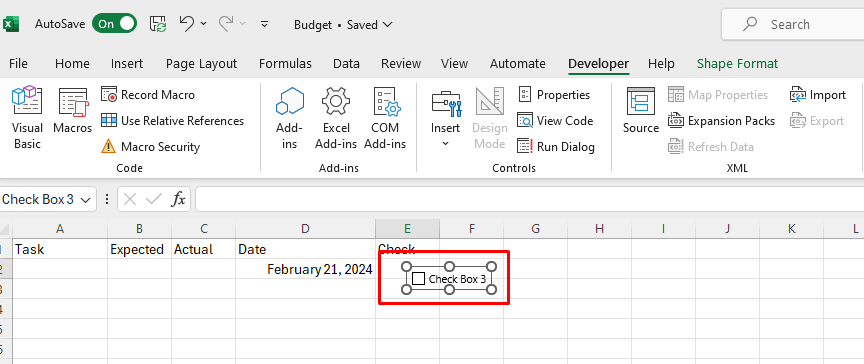 AutoSave On Budget • Saved Search
File Home Insert Page Layout Formulas Data Review View Automate Developer Help Shape Format
Visual Basic
Macros
Record Macro
Use Relative References
Macro Security
Code
Add-ins
Excel Add-ins
COM Add-ins
Add-ins
Insert
Design Mode
Properties
View Code
Run Dialog
Controls
Source
Map Properties
Expansion Packs
Refresh Data
Import
Export
XML
Check Box 3 fx
A B C D E F G H I J K L
1 Task Expected Actual Date Check
2 February 21, 2024
Check Box 3
3
4
5
6